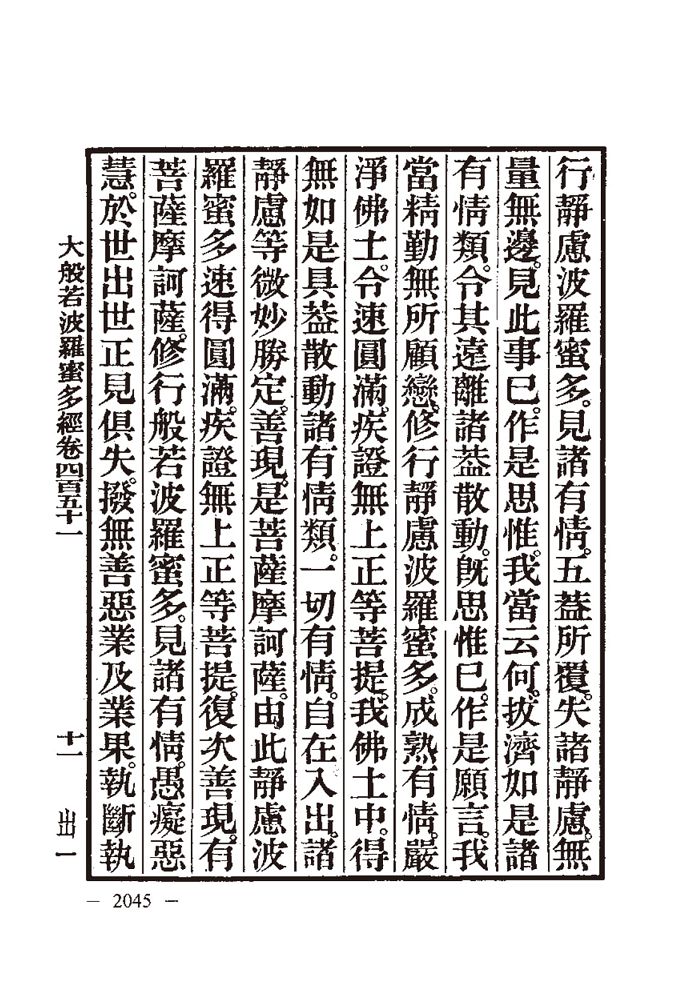 行靜慮波羅蜜多。見諸有情。五葢所覆。失諸靜慮。無
量無邊。見此事已。作是思惟。我當云何。拔濟如是諸
有情類。令其遠離諸葢散動。旣思惟已。作是願言。我
當精勤無所顧戀。修行靜慮波羅蜜多。成熟有情。嚴
淨佛土。令速圓滿。疾證無上正等菩提。我佛土中。得
無如是具葢散動諸有情類。一切有情。自在入出。諸
靜慮等微妙勝定。善現。是菩薩摩訶薩。由此靜慮波
羅蜜多速得圓滿。疾證無上正等菩提。復次善現。有
菩薩摩訶薩。修行般若波羅蜜多。見諸有情。愚癡惡
慧。於世出世正見俱失。撥無善惡業及業果。執斷執
大般若波羅蜜多經卷四百五十一 十一 出一
— 2045 —